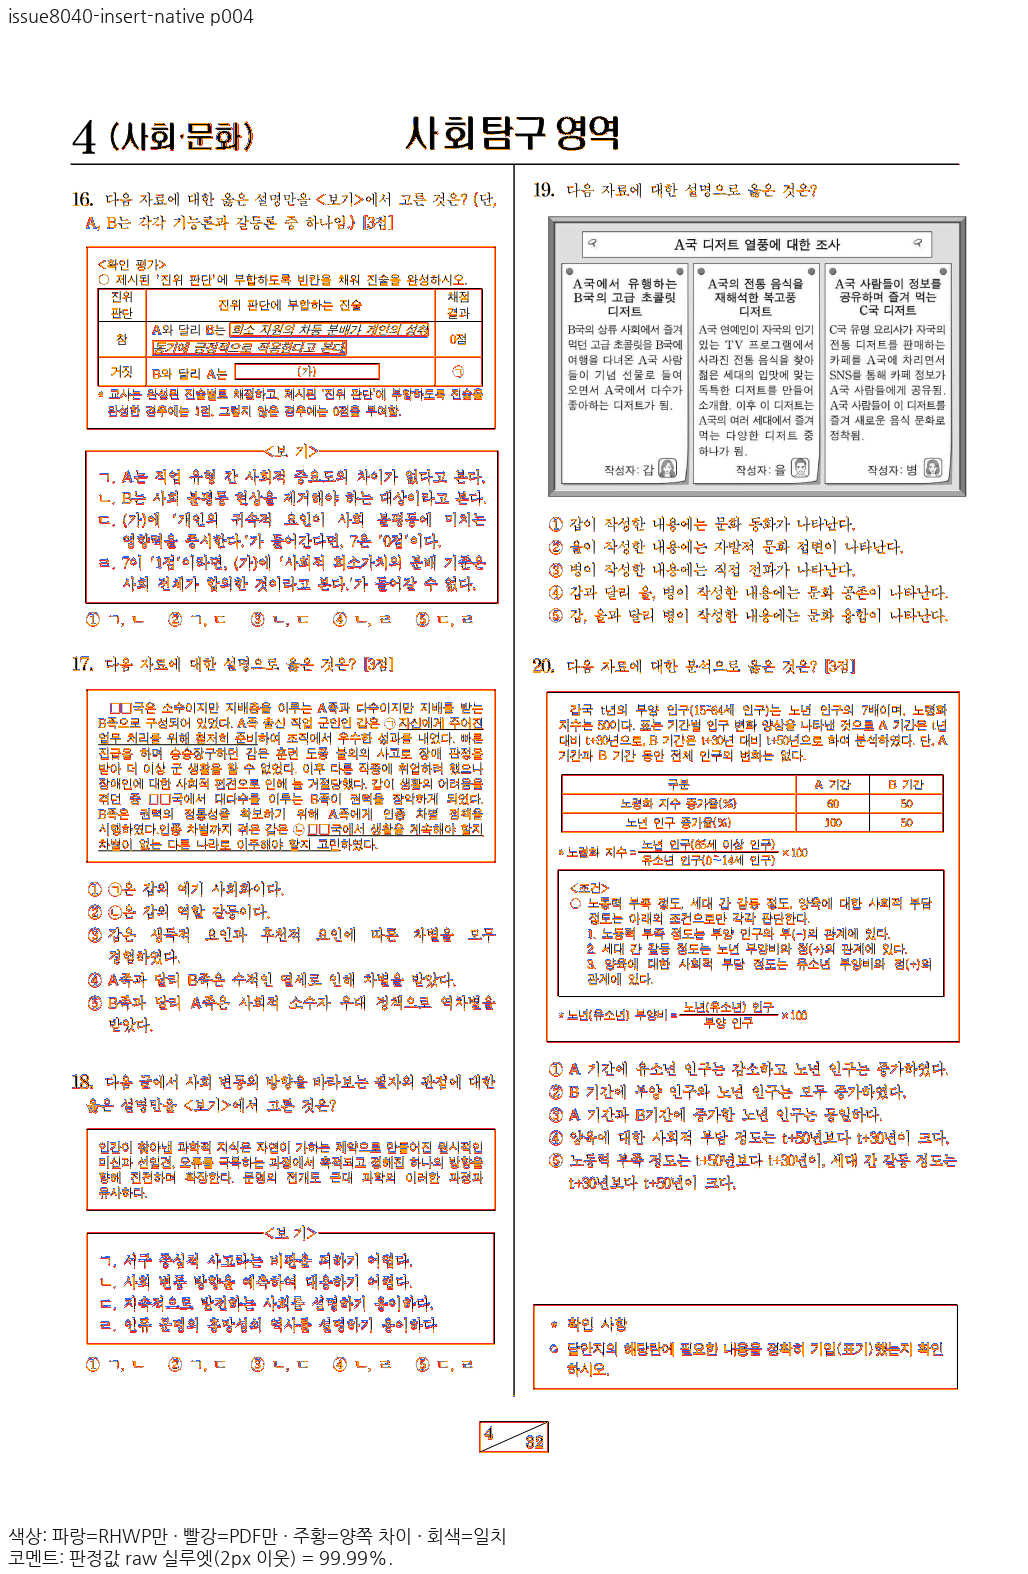 issue8040-insert-native p004
4 (사회·문화)
사회탐구 영역
16. 다음 자료에 대한 옳은 설명만을 <보기>에서 고른 것은? (단,
A, B는 각각 기능론과 갈등론 중 하나임.) [3점]
<확인 평가>
○ 제시된 '진위 판단'에 부합하도록 빈칸을 채워 진술을 완성하시오.
진위 판단
진위 판단에 부합하는 진술
채점 결과
참
A와 달리 B는 희소 자원의 차등 분배가 개인의 성취
동기에 긍정적으로 작용한다고 본다.
0점
거짓
B와 달리 A는 (가)
㉠
* 교사는 완성된 진술별로 채점하고, 제시된 '진위 판단'에 부합하도록 진술을
완성한 경우에는 1점, 그렇지 않은 경우에는 0점을 부여함.
<보 기>
ㄱ. A는 직업 유형 간 사회적 중요도의 차이가 없다고 본다.
ㄴ. B는 사회 불평등 현상을 제거해야 하는 대상이라고 본다.
ㄷ. (가)에 '개인의 귀속적 요인이 사회 불평등에 미치는
영향력을 중시한다.'가 들어간다면, ㉠은 '0점'이다.
ㄹ. ㉠이 '1점'이라면, (가)에 '사회적 희소가치의 분배 기준은
사회 전체가 합의한 것이라고 본다.'가 들어갈 수 없다.
① ㄱ, ㄴ ② ㄱ, ㄷ ③ ㄴ, ㄷ ④ ㄴ, ㄹ ⑤ ㄷ, ㄹ
17. 다음 자료에 대한 설명으로 옳은 것은? [3점]
□□국은 소수이지만 지배층을 이루는 A족과 다수이지만 지배를 받는
B족으로 구성되어 있었다. A족 출신 직업 군인인 갑은 ㉠ 자신에게 주어진
업무 처리를 위해 철저히 준비하여 조직에서 우수한 성과를 내었다. 빠른
진급을 하며 승승장구하던 갑은 훈련 도중 불의의 사고로 장애 판정을
받아 더 이상 군 생활을 할 수 없었다. 이후 다른 직종에 취업하려 했으나
장애인에 대한 사회적 편견으로 인해 늘 거절당했다. 갑이 생활의 어려움을
겪던 중 □□국에서 대다수를 이루는 B족이 권력을 장악하게 되었다.
B족은 권력의 정통성을 확보하기 위해 A족에게 인종 차별 정책을
시행하였다.인종 차별까지 겪은 갑은 ㉡ □□국에서 생활을 계속해야 할지
차별이 없는 다른 나라로 이주해야 할지 고민하였다.
① ㉠은 갑의 예기 사회화이다.
② ㉡은 갑의 역할 갈등이다.
③ 갑은 생득적 요인과 후천적 요인에 따른 차별을 모두
경험하였다.
④ A족과 달리 B족은 수적인 열세로 인해 차별을 받았다.
⑤ B족과 달리 A족은 사회적 소수자 우대 정책으로 역차별을
받았다.
18. 다음 글에서 사회 변동의 방향을 바라보는 필자의 관점에 대한
옳은 설명만을 <보기>에서 고른 것은?
인간이 찾아낸 과학적 지식은 자연이 가하는 제약으로 만들어진 원시적인
미신과 선입견, 오류를 극복하는 과정에서 축적되고 정해진 하나의 방향을
향해 진전하며 확장한다. 문명의 전개도 근대 과학의 이러한 과정과
유사하다.
<보 기>
ㄱ. 서구 중심적 사고라는 비판을 피하기 어렵다.
ㄴ. 사회 변동 방향을 예측하여 대응하기 어렵다.
ㄷ. 지속적으로 발전하는 사회를 설명하기 용이하다.
ㄹ. 인류 문명의 흥망성쇠 역사를 설명하기 용이하다
① ㄱ, ㄴ ② ㄱ, ㄷ ③ ㄴ, ㄷ ④ ㄴ, ㄹ ⑤ ㄷ, ㄹ
19. 다음 자료에 대한 설명으로 옳은 것은?
A국 디저트 열풍에 대한 조사
A국에서 유행하는
B국의 고급 초콜릿
디저트
B국의 상류 사회에서 즐겨
먹던 고급 초콜릿을 B국에
여행을 다녀온 A국 사람
들이 기념 선물로 들여
오면서 A국에서 다수가
좋아하는 디저트가 됨.
작성자: 갑
A국의 전통 음식을
재해석한 복고풍
디저트
A국 연예인이 자국의 인기
있는 TV 프로그램에서
사라진 전통 음식을 찾아
젊은 세대의 입맛에 맞는
독특한 디저트를 만들어
소개함. 이후 이 디저트는
A국의 여러 세대에서 즐겨
먹는 다양한 디저트 중
하나가 됨.
작성자: 을
A국 사람들이 정보를
공유하며 즐겨 먹는
C국 디저트
C국 유명 요리사가 자국의
전통 디저트를 판매하는
카페를 A국에 차리면서
SNS를 통해 카페 정보가
A국 사람들에게 공유됨.
A국 사람들이 이 디저트를
즐겨 새로운 음식 문화로
정착됨.
작성자: 병
① 갑이 작성한 내용에는 문화 동화가 나타난다.
② 을이 작성한 내용에는 자발적 문화 접변이 나타난다.
③ 병이 작성한 내용에는 직접 전파가 나타난다.
④ 갑과 달리 을, 병이 작성한 내용에는 문화 공존이 나타난다.
⑤ 갑, 을과 달리 병이 작성한 내용에는 문화 융합이 나타난다.
20. 다음 자료에 대한 분석으로 옳은 것은? [3점]
갑국 t년의 부양 인구(15~64세 인구)는 노년 인구의 7배이며, 노령화
지수는 50이다. 표는 기간별 인구 변화 양상을 나타낸 것으로 A 기간은 t년
대비 t+30년으로, B 기간은 t+30년 대비 t+50년으로 하여 분석하였다. 단, A
기간과 B 기간 동안 전체 인구의 변화는 없다.
구분 A 기간 B 기간
노령화 지수 증가율(%) 60 50
노년 인구 증가율(%) 100 50
* 노령화 지수 = 노년 인구(65세 이상 인구) / 유소년 인구(0~14세 인구) ×100
<조건>
○ 노동력 부족 정도, 세대 간 갈등 정도, 양육에 대한 사회적 부담
정도는 아래의 조건으로만 각각 판단한다.
1. 노동력 부족 정도는 부양 인구와 부(-)의 관계에 있다.
2. 세대 간 갈등 정도는 노년 부양비와 정(+)의 관계에 있다.
3. 양육에 대한 사회적 부담 정도는 유소년 부양비와 정(+)의
관계에 있다.
* 노년(유소년) 부양비 = 노년(유소년) 인구 / 부양 인구 ×100
① A 기간에 유소년 인구는 감소하고 노년 인구는 증가하였다.
② B 기간에 부양 인구와 노년 인구는 모두 증가하였다.
③ A 기간과 B기간에 증가한 노년 인구는 동일하다.
④ 양육에 대한 사회적 부담 정도는 t+50년보다 t+30년이 크다.
⑤ 노동력 부족 정도는 t+50년보다 t+30년이, 세대 간 갈등 정도는
t+30년보다 t+50년이 크다.
* 확인 사항
○ 답안지의 해당란에 필요한 내용을 정확히 기입(표기)했는지 확인
하시오.
4
32
색상: 파랑=RHWP만 · 빨강=PDF만 · 주황=양쪽 차이 · 회색=일치
코멘트: 판정값 raw 실루엣(2px 이웃) = 99.99%.